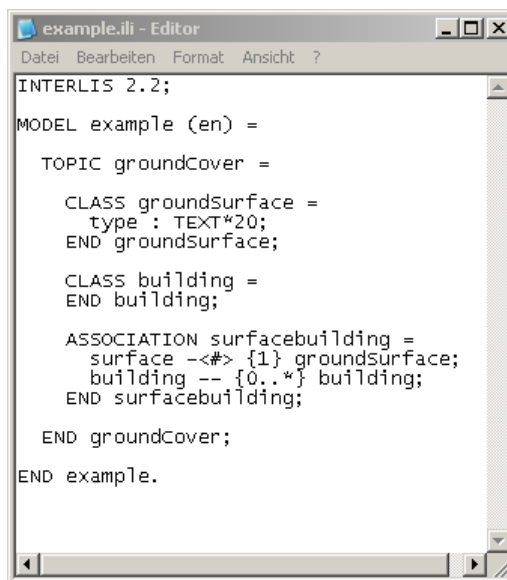 example.ili - Editor
Datei Bearbeiten Format Ansicht ?
INTERLIS 2.2;
MODEL example (en) =
TOPIC groundCover =
CLASS groundSurface =
type : TEXT*20;
END groundSurface;
CLASS building =
END building;
ASSOCIATION surfacebuilding =
surface -<#> {1} groundSurface;
building -- {0..*} building;
END surfacebuilding;
END groundCover;
END example.